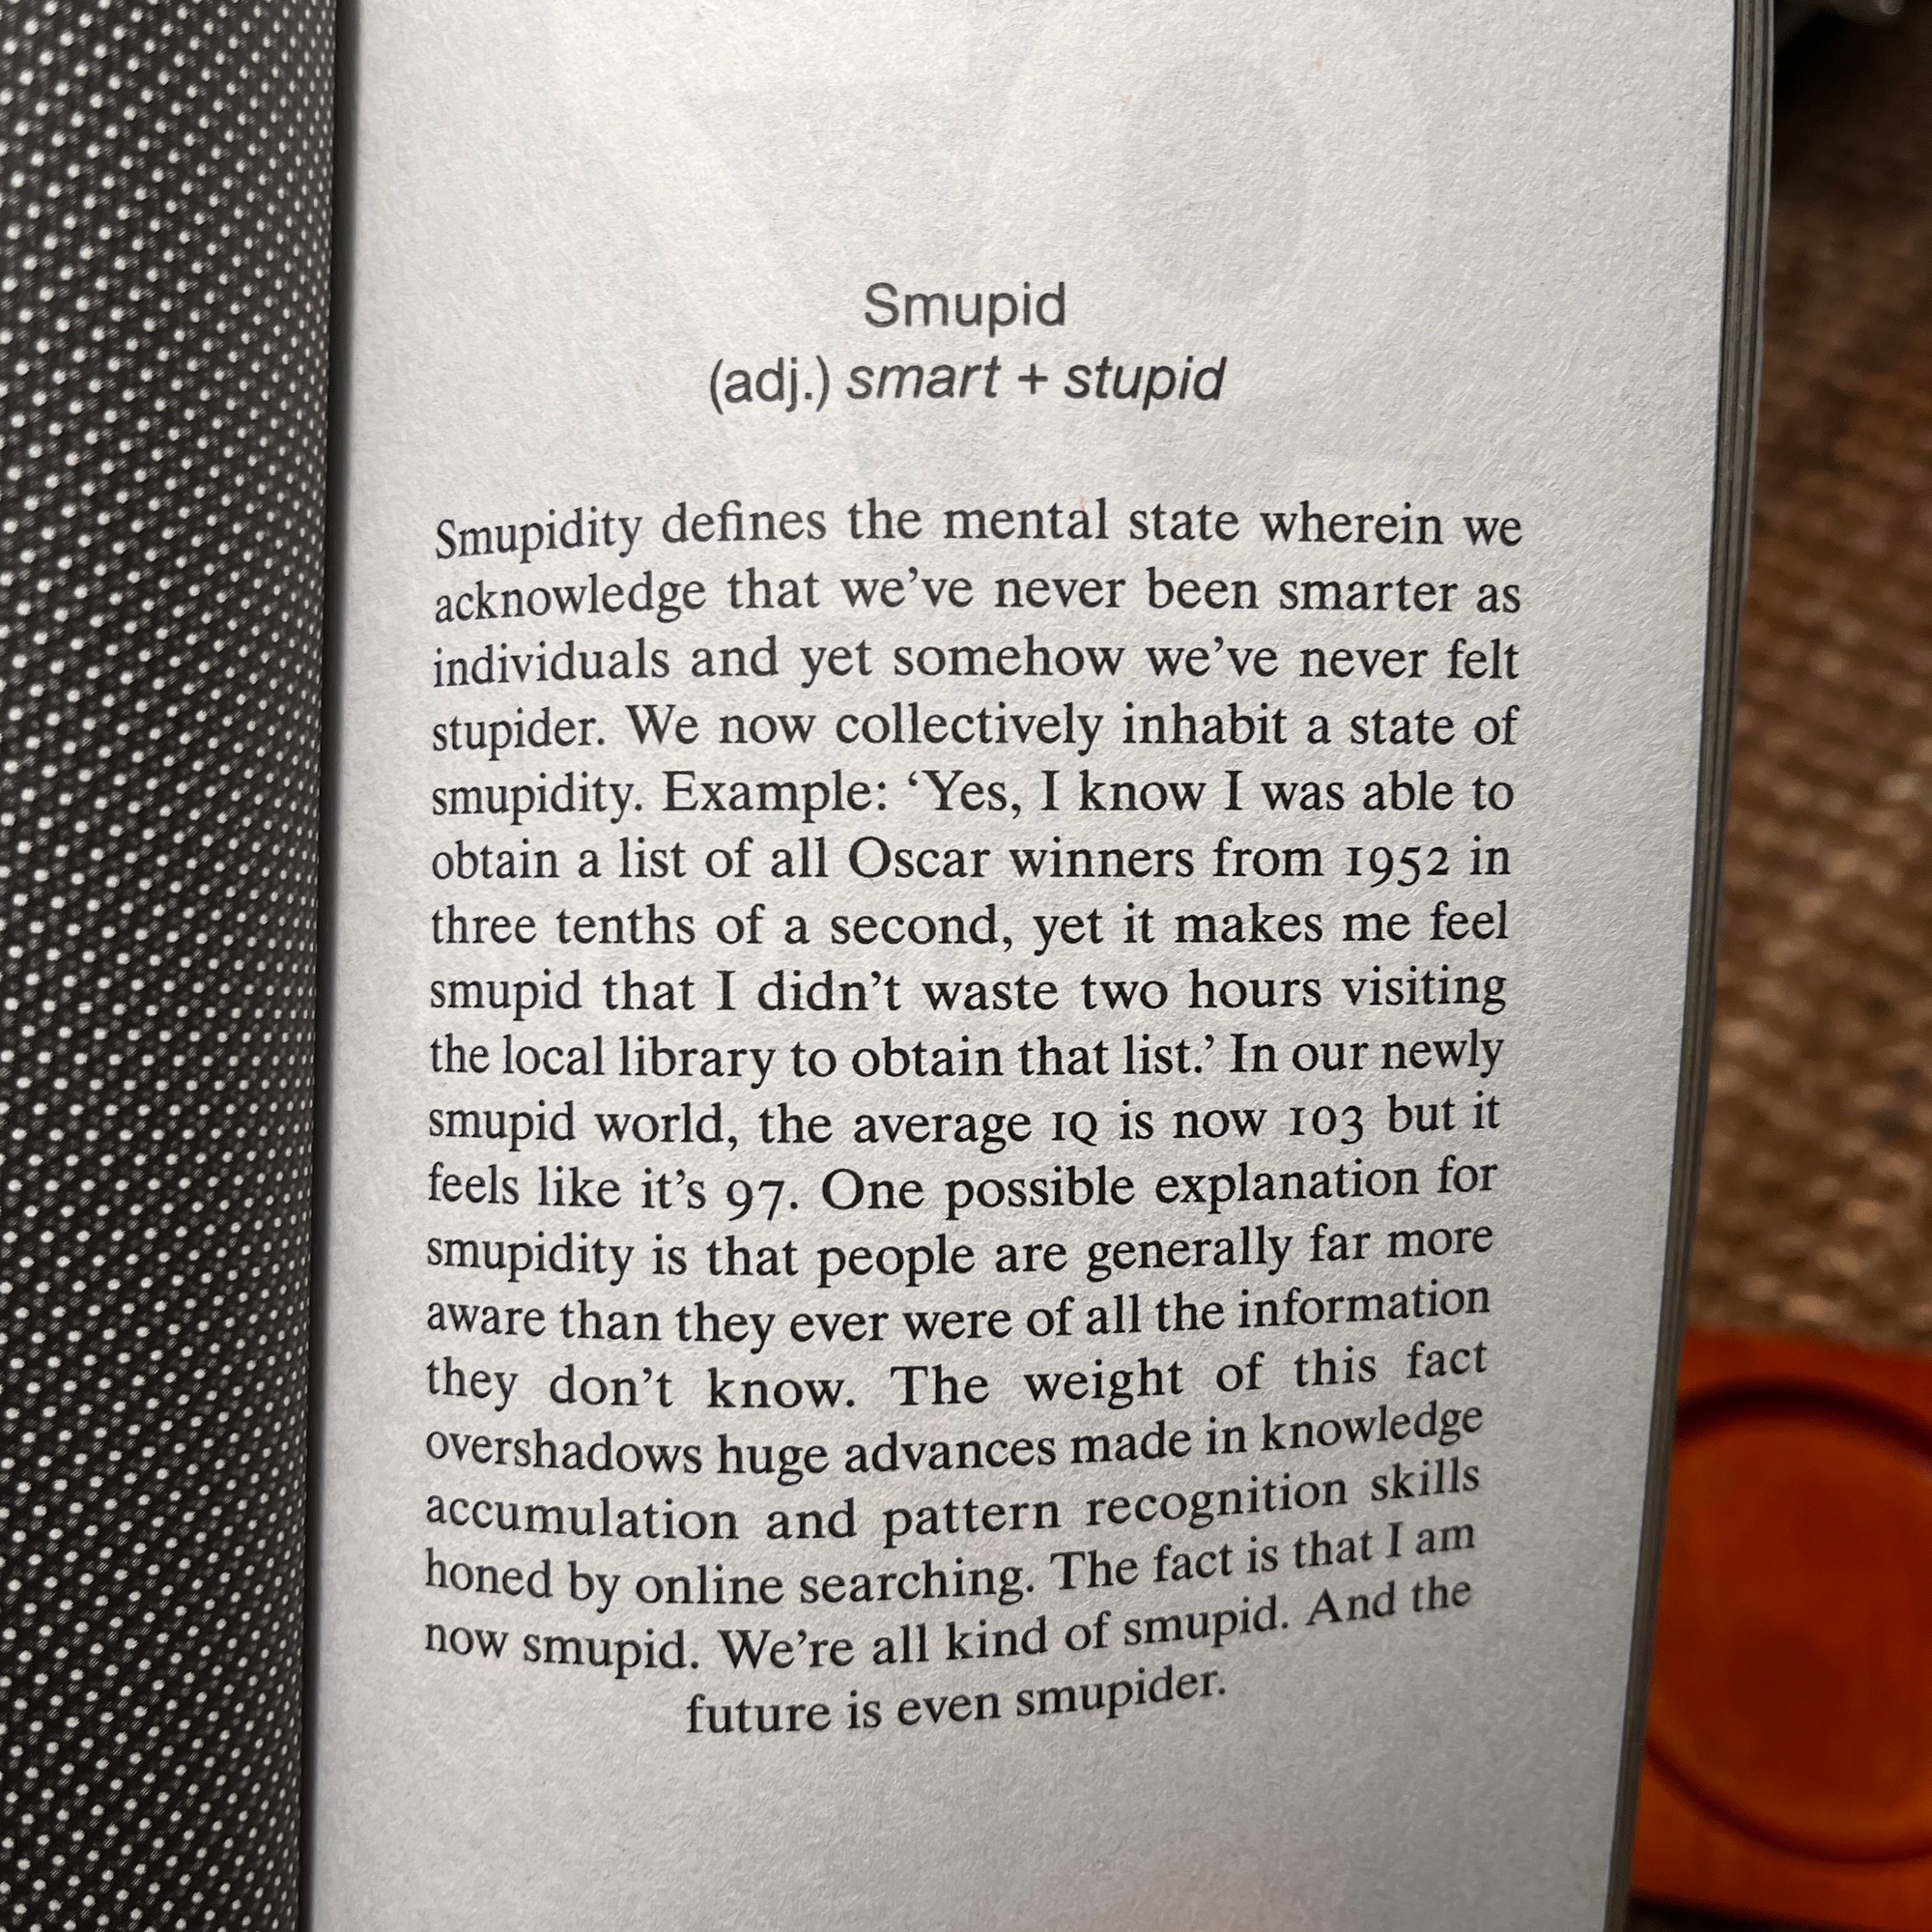 Smupid
(adj.) smart + stupid
Smupidity defines the mental state wherein we
acknowledge that we’ve never been smarter as
individuals and yet somehow we’ve never felt
stupider. We now collectively inhabit a state of
smupidity. Example: ‘Yes, I know I was able to
obtain a list of all Oscar winners from 1952 in
three tenths of a second, yet it makes me feel
smupid that I didn’t waste two hours visiting
the local library to obtain that list.’ In our newly
smupid world, the average IQ is now 103 but it
feels like it’s 97. One possible explanation for
smupidity is that people are generally far more
aware than they ever were of all the information
they don’t know. The weight of this fact
overshadows huge advances made in knowledge
accumulation and pattern recognition skills
honed by online searching. The fact is that I am
now smupid. We’re all kind of smupid. And the
future is even smupider.